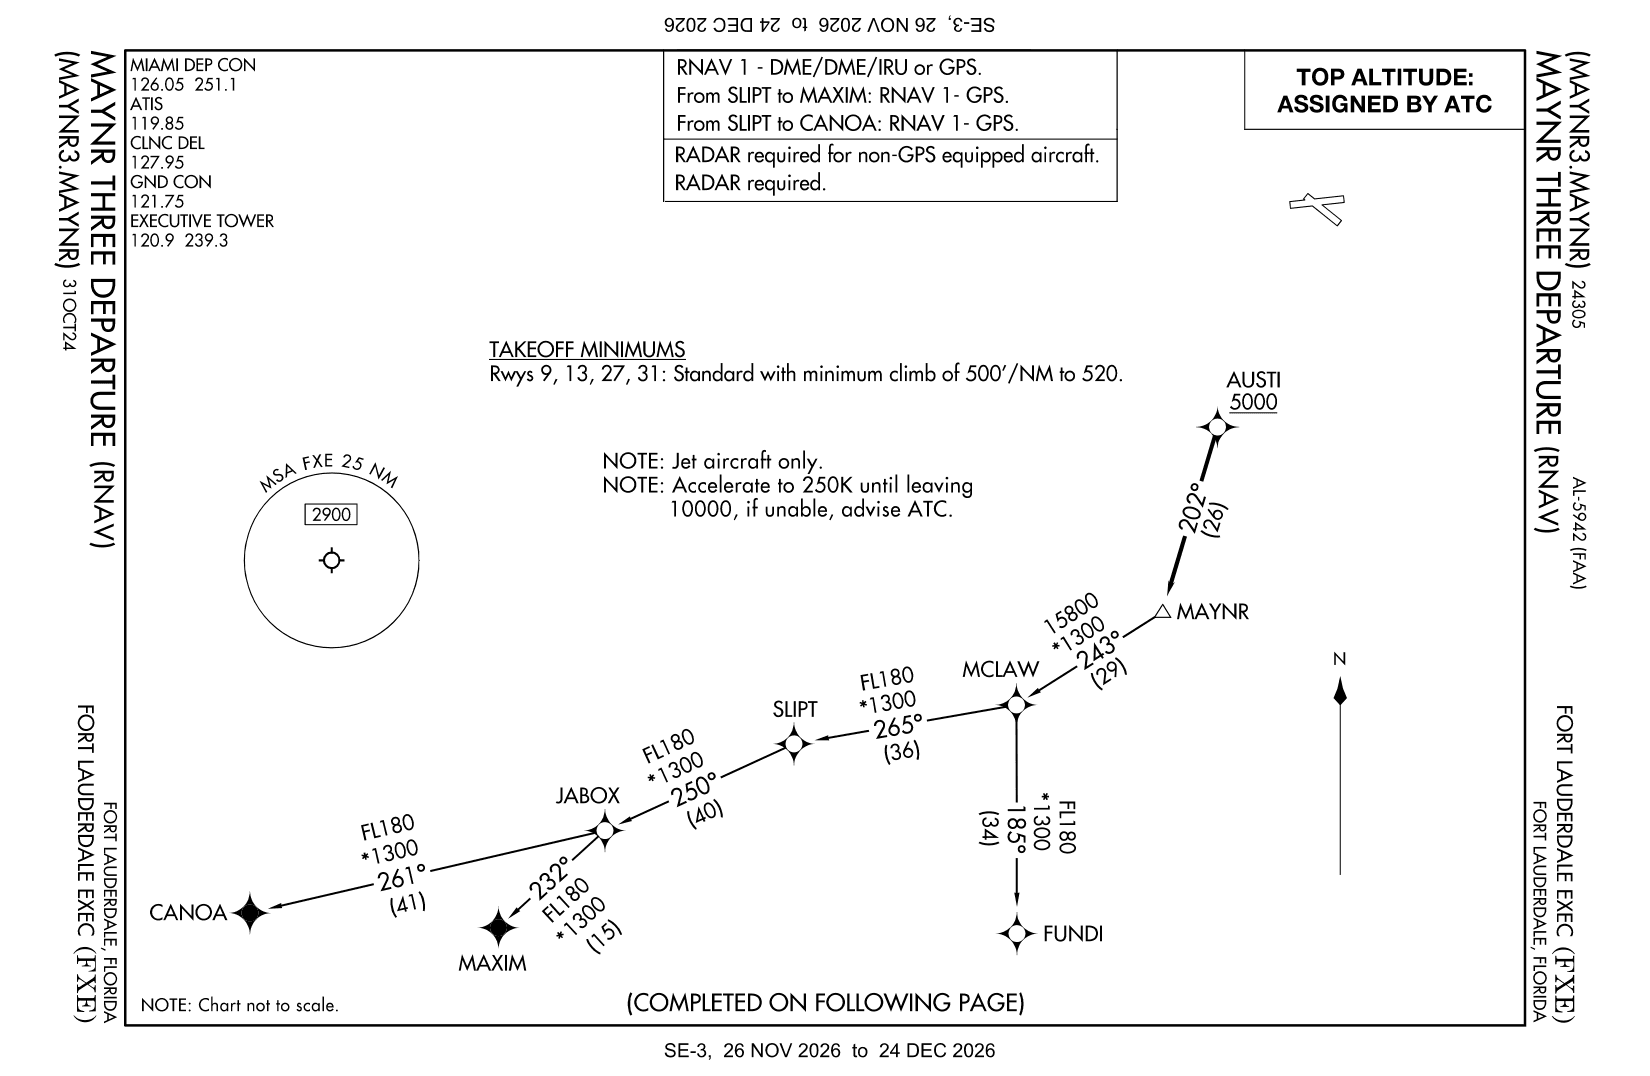 SE-3, 26 NOV 2026 to 24 DEC 2026
MAYNR THREE DEPARTURE (RNAV)
(MAYNR3.MAYNR) 31OCT24
FORT LAUDERDALE EXEC (FXE)
FORT LAUDERDALE, FLORIDA
MIAMI DEP CON
126.05 251.1
ATIS
119.85
CLNC DEL
127.95
GND CON
121.75
EXECUTIVE TOWER
120.9 239.3
RNAV 1 - DME/DME/IRU or GPS.
From SLIPT to MAXIM: RNAV 1- GPS.
From SLIPT to CANOA: RNAV 1- GPS.
RADAR required for non-GPS equipped aircraft.
RADAR required.
TOP ALTITUDE:
ASSIGNED BY ATC
TAKEOFF MINIMUMS
Rwys 9, 13, 27, 31: Standard with minimum climb of 500'/NM to 520.
NOTE: Jet aircraft only.
NOTE: Accelerate to 250K until leaving
10000, if unable, advise ATC.
MSA FXE 25 NM
2900
AUSTI
5000
202°
(26)
MAYNR
15800
*1300
243°
(29)
MCLAW
FL180
*1300
265°
(36)
SLIPT
FL180
*1300
250°
(40)
JABOX
FL180
*1300
261°
(41)
CANOA
232°
FL180
*1300
(15)
MAXIM
FL180
*1300
185°
(34)
FUNDI
N
NOTE: Chart not to scale.
(COMPLETED ON FOLLOWING PAGE)
(MAYNR3.MAYNR) 24305
MAYNR THREE DEPARTURE (RNAV)
AL-5942 (FAA)
FORT LAUDERDALE EXEC (FXE)
FORT LAUDERDALE, FLORIDA
SE-3, 26 NOV 2026 to 24 DEC 2026